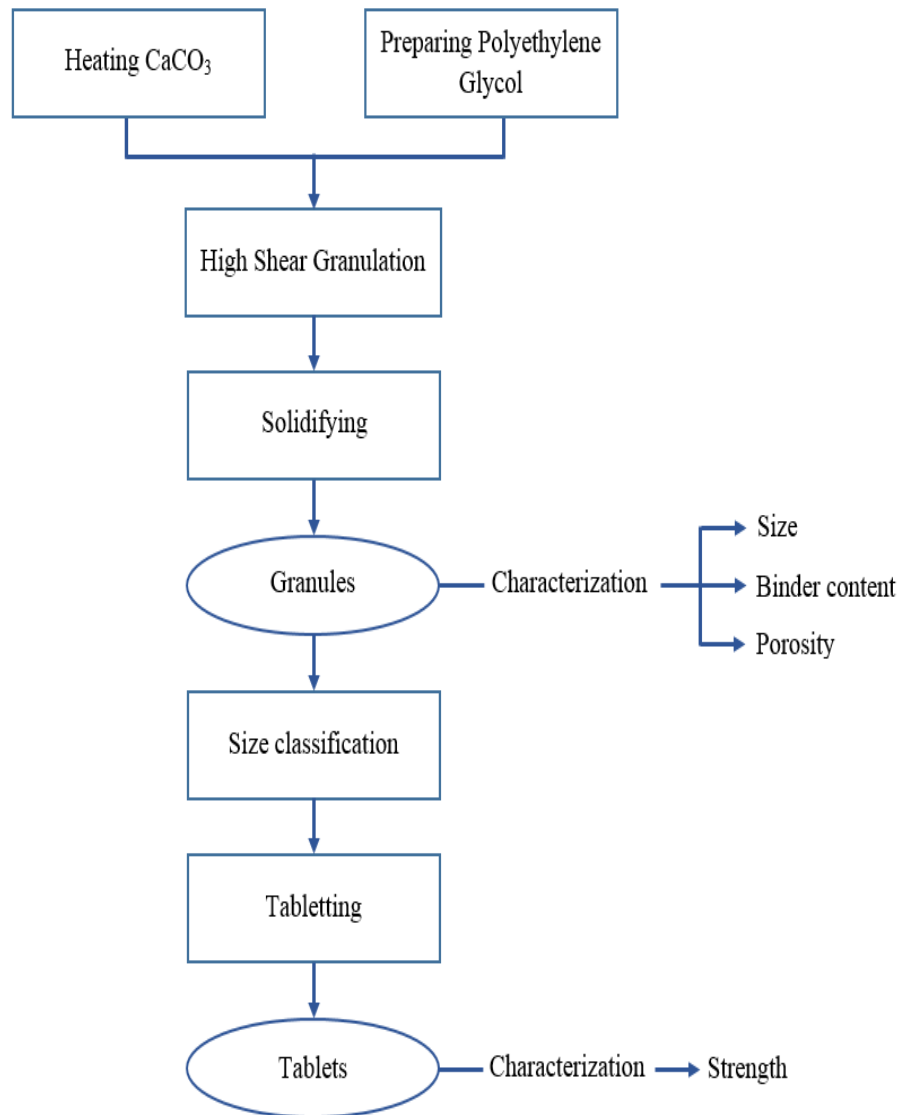 Heating CaCO₃
Preparing Polyethylene
Glycol
High Shear Granulation
Solidifying
Granules
Characterization
Size
Binder content
Porosity
Size classification
Tabletting
Tablets
Characterization
Strength